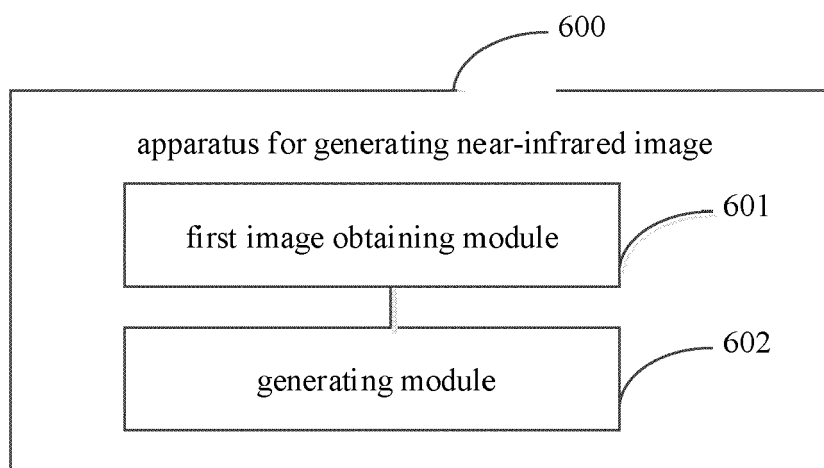 600
apparatus for generating near-infrared image
601
first image obtaining module
602
generating module